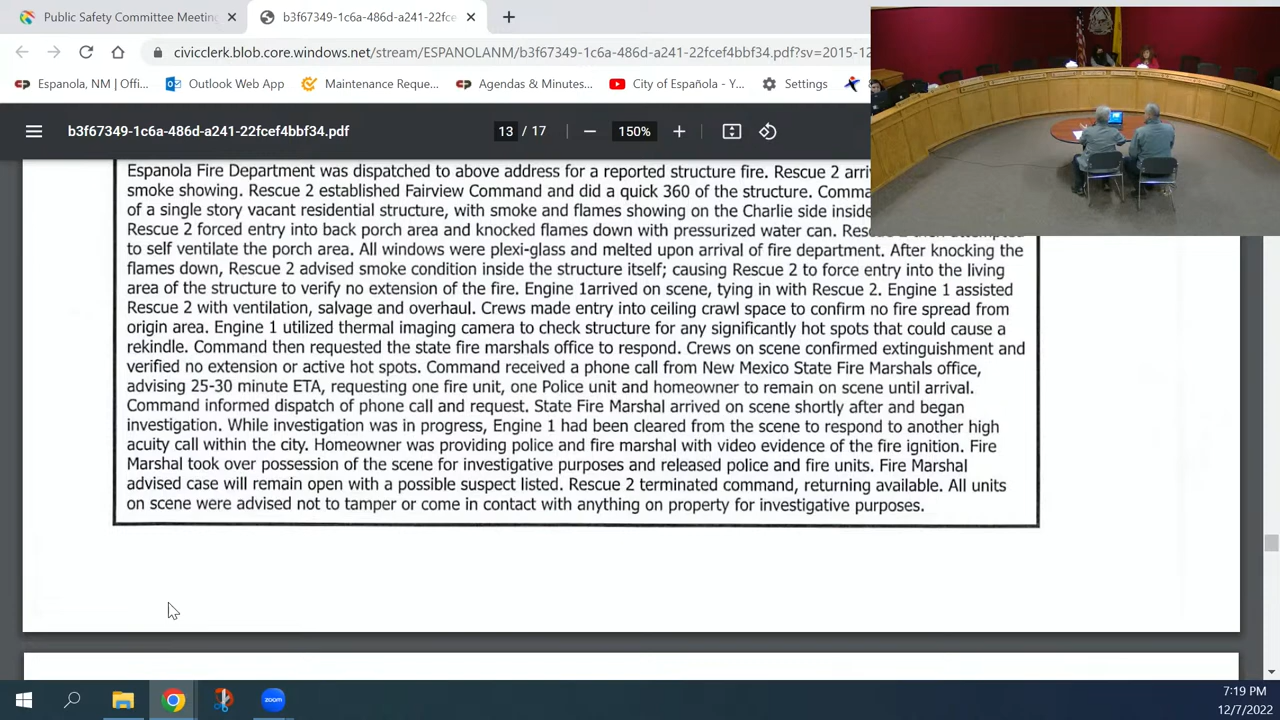 Public Safety Committee Meeting
b3f67349-1c6a-486d-a241-22fce
civicclerk.blob.core.windows.net/stream/ESPANOLANM/b3f67349-1c6a-486d-a241-22fcef4bbf34.pdf?sv=2015-12
Espanola, NM | Offi...
Outlook Web App
Maintenance Reque...
Agendas & Minutes...
City of Española - Y...
Settings
b3f67349-1c6a-486d-a241-22fcef4bbf34.pdf
13 / 17
150%
Espanola Fire Department was dispatched to above address for a reported structure fire. Rescue 2 arri
smoke showing. Rescue 2 established Fairview Command and did a quick 360 of the structure. Comma
of a single story vacant residential structure, with smoke and flames showing on the Charlie side inside
Rescue 2 forced entry into back porch area and knocked flames down with pressurized water can. Rescue 2 then attempted
to self ventilate the porch area. All windows were plexi-glass and melted upon arrival of fire department. After knocking the
flames down, Rescue 2 advised smoke condition inside the structure itself; causing Rescue 2 to force entry into the living
area of the structure to verify no extension of the fire. Engine 1arrived on scene, tying in with Rescue 2. Engine 1 assisted
Rescue 2 with ventilation, salvage and overhaul. Crews made entry into ceiling crawl space to confirm no fire spread from
origin area. Engine 1 utilized thermal imaging camera to check structure for any significantly hot spots that could cause a
rekindle. Command then requested the state fire marshals office to respond. Crews on scene confirmed extinguishment and
verified no extension or active hot spots. Command received a phone call from New Mexico State Fire Marshals office,
advising 25-30 minute ETA, requesting one fire unit, one Police unit and homeowner to remain on scene until arrival.
Command informed dispatch of phone call and request. State Fire Marshal arrived on scene shortly after and began
investigation. While investigation was in progress, Engine 1 had been cleared from the scene to respond to another high
acuity call within the city. Homeowner was providing police and fire marshal with video evidence of the fire ignition. Fire
Marshal took over possession of the scene for investigative purposes and released police and fire units. Fire Marshal
advised case will remain open with a possible suspect listed. Rescue 2 terminated command, returning available. All units
on scene were advised not to tamper or come in contact with anything on property for investigative purposes.
zoom
7:19 PM
12/7/2022